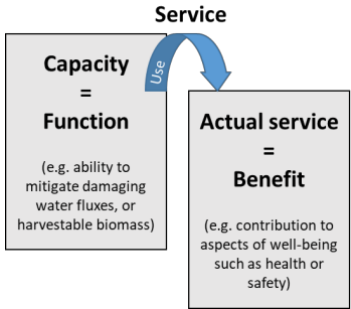 Service
Use
Capacity
=
Function
(e.g. ability to
mitigate damaging
water fluxes, or
harvestable biomass)
Actual service
=
Benefit
(e.g. contribution to
aspects of well-being
such as health or
safety)